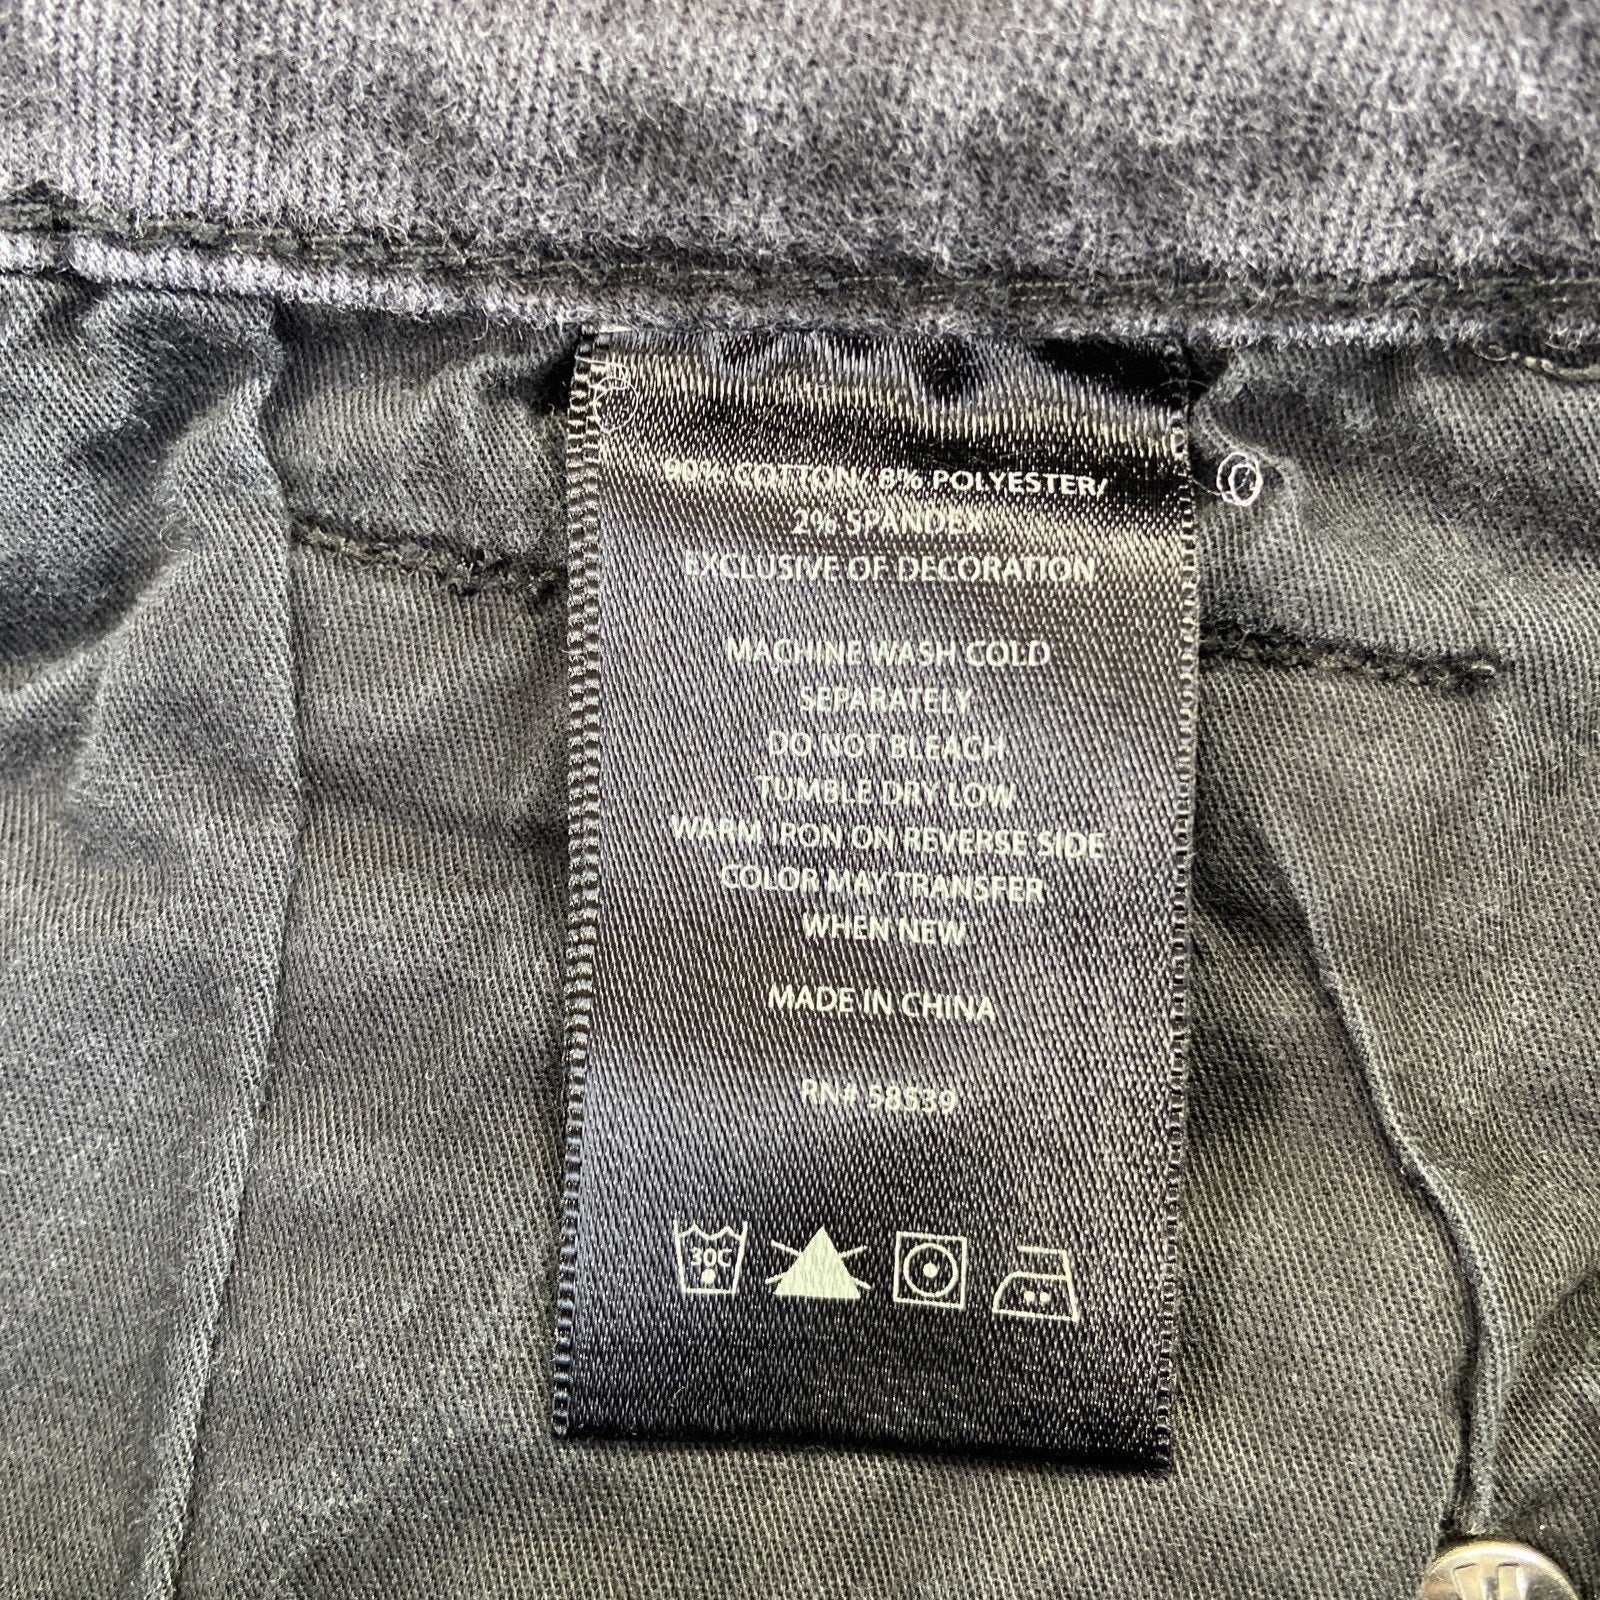 90% COTTON/ 8% POLYESTER/
2% SPANDEX
EXCLUSIVE OF DECORATION
MACHINE WASH COLD
SEPARATELY
DO NOT BLEACH
TUMBLE DRY LOW
WARM IRON ON REVERSE SIDE
COLOR MAY TRANSFER
WHEN NEW
MADE IN CHINA
RN# 58539
30C